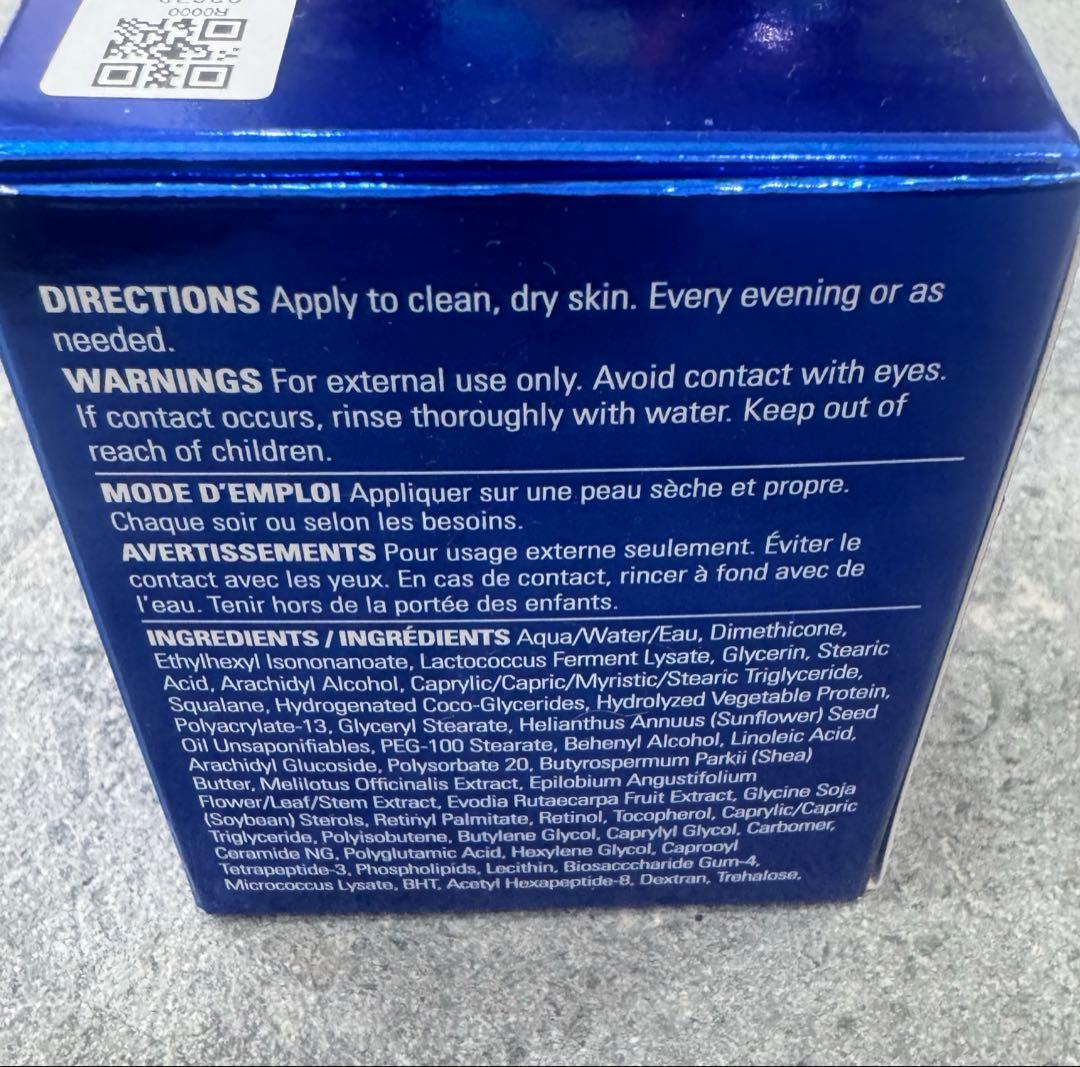 R0000
DIRECTIONS Apply to clean, dry skin. Every evening or as
needed.
WARNINGS For external use only. Avoid contact with eyes.
If contact occurs, rinse thoroughly with water. Keep out of
reach of children.
MODE D'EMPLOI Appliquer sur une peau sèche et propre.
Chaque soir ou selon les besoins.
AVERTISSEMENTS Pour usage externe seulement. Éviter le
contact avec les yeux. En cas de contact, rincer à fond avec de
l'eau. Tenir hors de la portée des enfants.
INGREDIENTS / INGRÉDIENTS Aqua/Water/Eau, Dimethicone,
Ethylhexyl Isononanoate, Lactococcus Ferment Lysate, Glycerin, Stearic
Acid, Arachidyl Alcohol, Caprylic/Capric/Myristic/Stearic Triglyceride,
Squalane, Hydrogenated Coco-Glycerides, Hydrolyzed Vegetable Protein,
Polyacrylate-13, Glyceryl Stearate, Helianthus Annuus (Sunflower) Seed
Oil Unsaponifiables, PEG-100 Stearate, Behenyl Alcohol, Linoleic Acid,
Arachidyl Glucoside, Polysorbate 20, Butyrospermum Parkii (Shea)
Butter, Melilotus Officinalis Extract, Epilobium Angustifolium
Flower/Leaf/Stem Extract, Evodia Rutaecarpa Fruit Extract, Glycine Soja
(Soybean) Sterols, Retinyl Palmitate, Retinol, Tocopherol, Caprylic/Capric
Triglyceride, Polyisobutene, Butylene Glycol, Caprylyl Glycol, Carbomer,
Ceramide NG, Polyglutamic Acid, Hexylene Glycol, Caprooyl
Tetrapeptide-3, Phospholipids, Lecithin, Biosaccharide Gum-4,
Micrococcus Lysate, BHT, Acetyl Hexapeptide-8, Dextran, Trehalose,